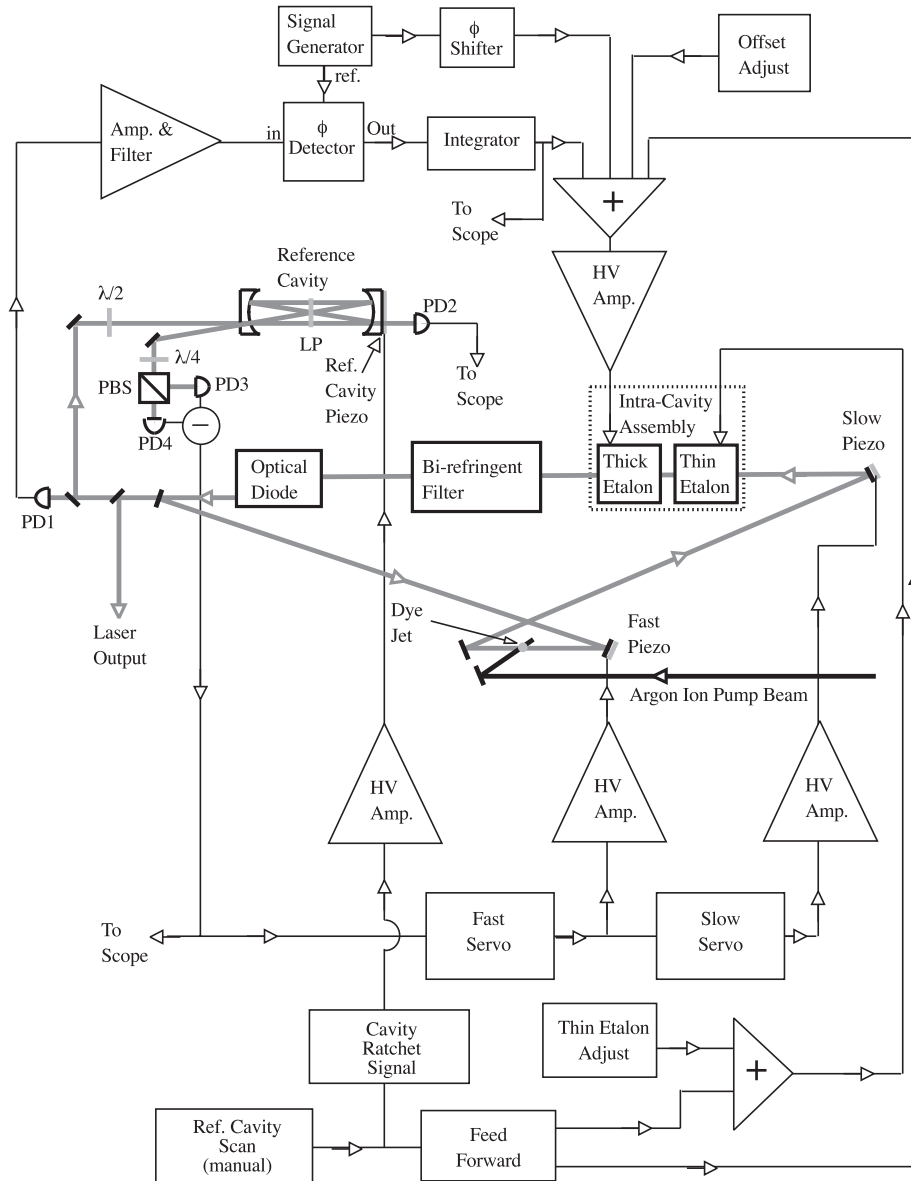 Signal
Generator
ϕ
Shifter
Offset
Adjust
ref.
Amp. &
Filter
in
ϕ
Detector
Out
Integrator
+
To
Scope
HV
Amp.
Reference
Cavity
λ/2
PD2
LP
λ/4
Ref.
Cavity
Piezo
To
Scope
PBS
PD3
−
PD4
Intra-Cavity
Assembly
Slow
Piezo
Optical
Diode
Bi-refringent
Filter
Thick
Etalon
Thin
Etalon
PD1
Laser
Output
Dye
Jet
Fast
Piezo
Argon Ion Pump Beam
HV
Amp.
HV
Amp.
HV
Amp.
To
Scope
Fast
Servo
Slow
Servo
Cavity
Ratchet
Signal
Thin Etalon
Adjust
+
Ref. Cavity
Scan
(manual)
Feed
Forward